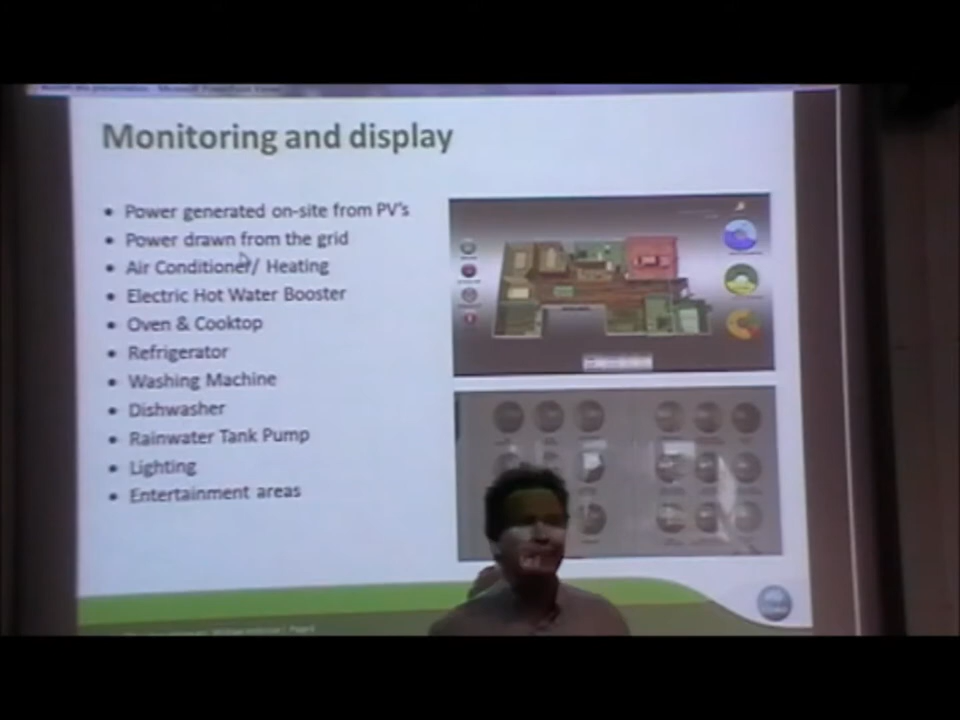 Monitoring and display
• Power generated on-site from PV's
• Power drawn from the grid
• Air Conditioner/ Heating
• Electric Hot Water Booster
• Oven & Cooktop
• Refrigerator
• Washing Machine
• Dishwasher
• Rainwater Tank Pump
• Lighting
• Entertainment areas